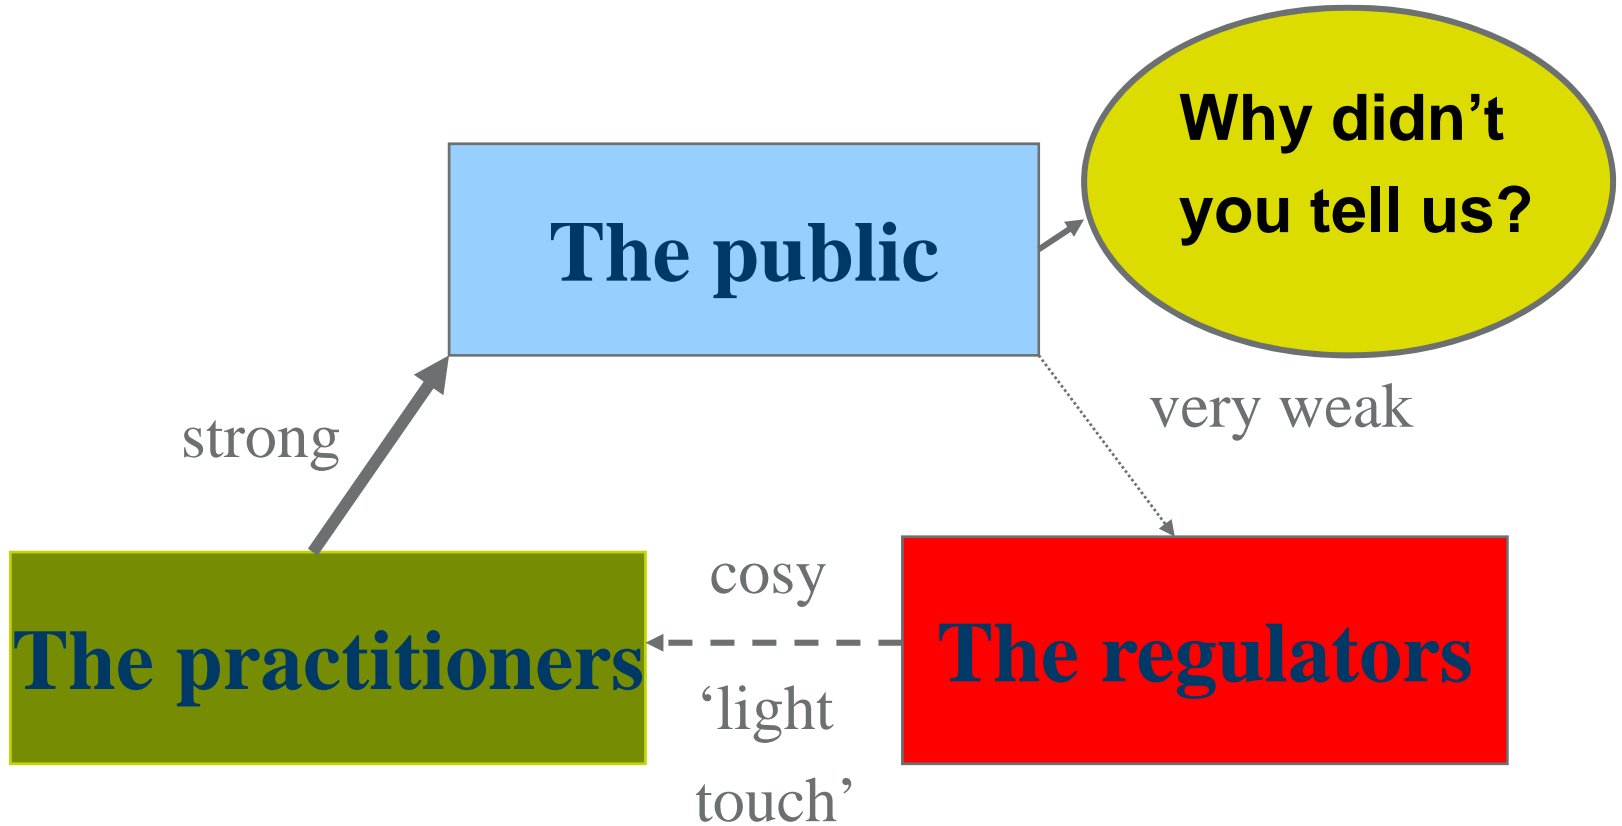 Why didn’t
you tell us?
The public
very weak
strong
cosy
The practitioners
The regulators
‘light
touch’